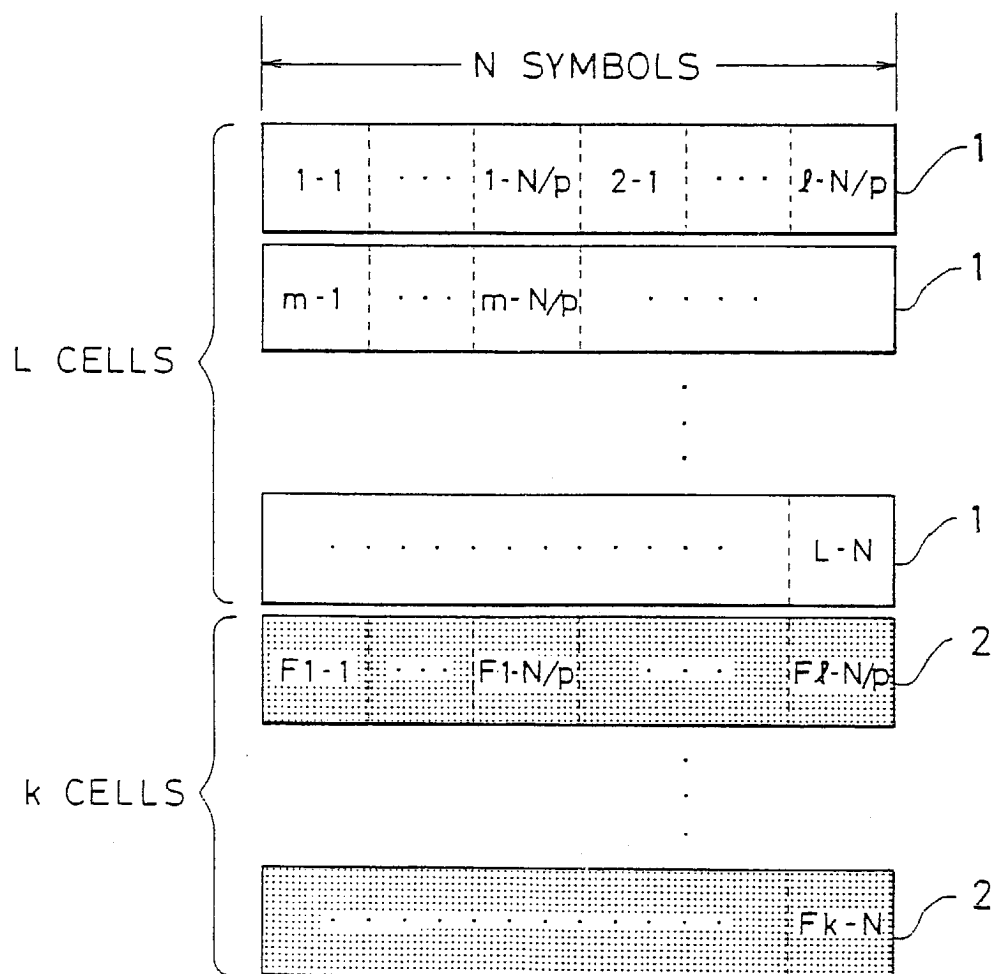 N SYMBOLS
1-1 · · · 1-N/p 2-1 · · · ℓ-N/p 1
m-1 · · · m-N/p · · · · 1
L CELLS
· · · · · · · · · · · · L-N 1
F1-1 · · · F1-N/p · · · · Fℓ-N/p 2
k CELLS
· · · · · · · · · · · · Fk-N 2